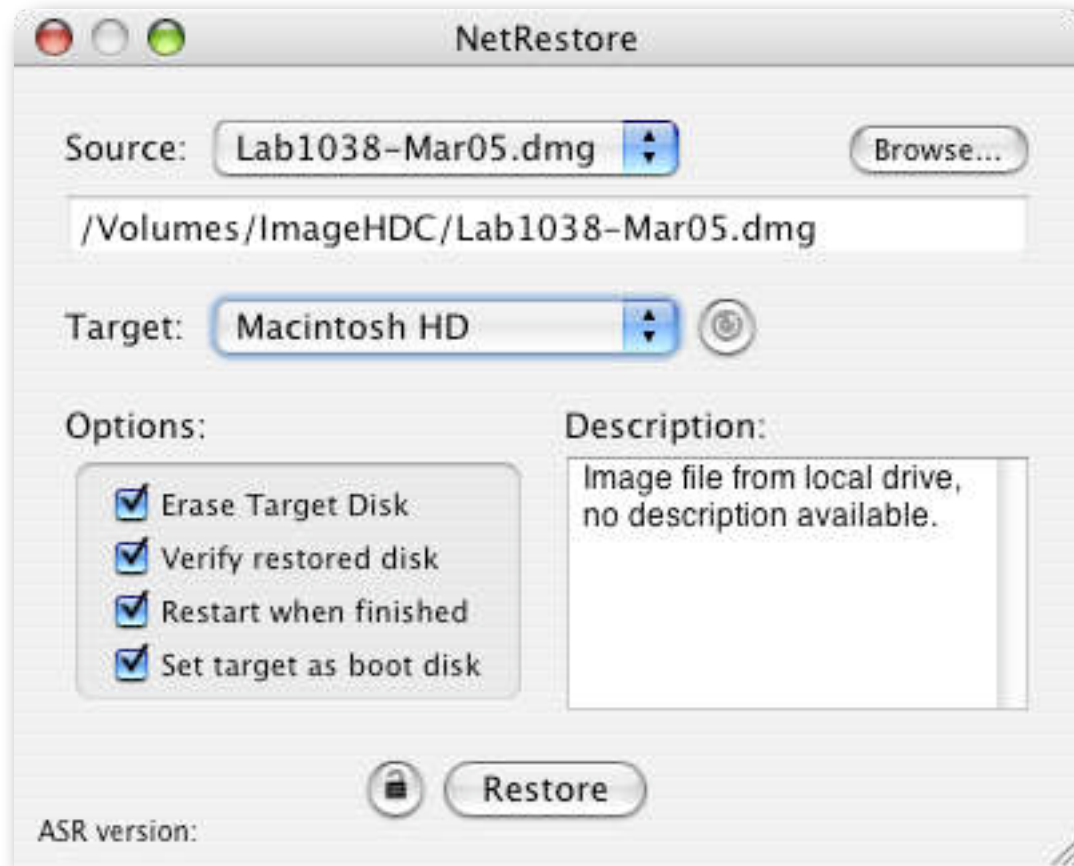 NetRestore
Source: Lab1038-Mar05.dmg Browse...
/Volumes/ImageHDC/Lab1038-Mar05.dmg
Target: Macintosh HD
Options:
Description:
Erase Target Disk
Verify restored disk
Restart when finished
Set target as boot disk
Image file from local drive,
no description available.
Restore
ASR version: